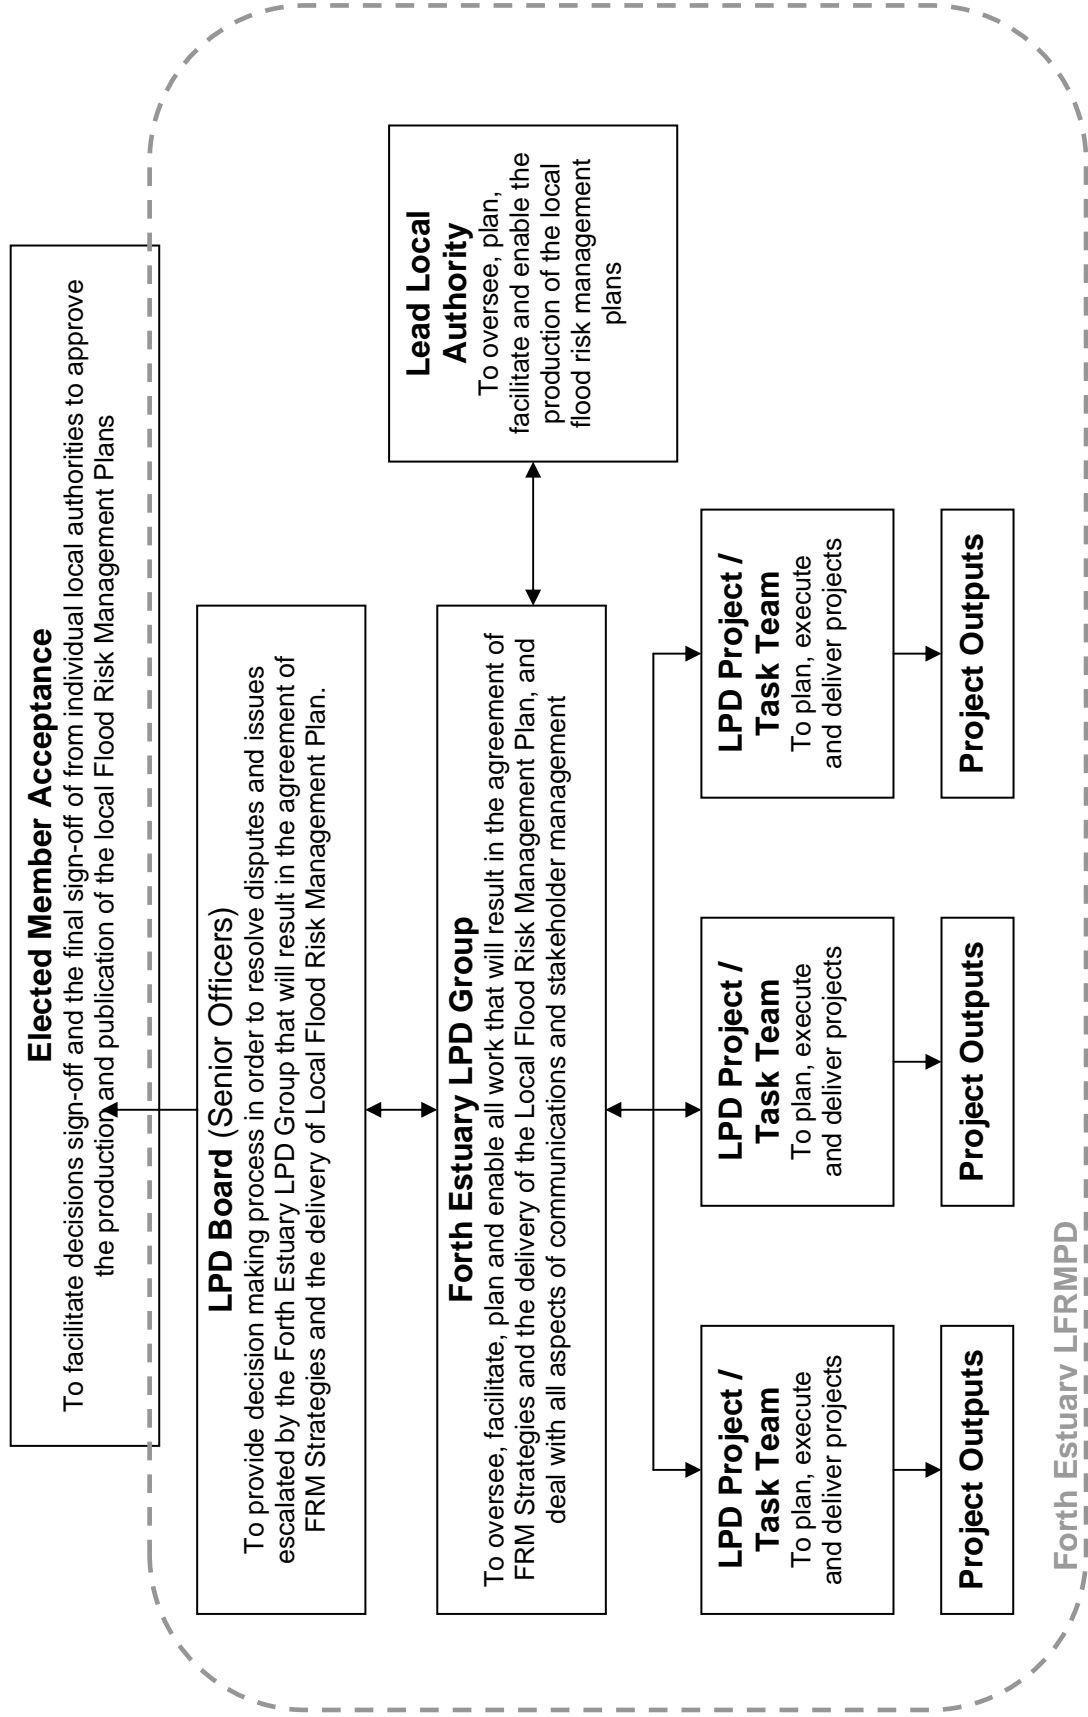 Elected Member Acceptance
To facilitate decisions sign-off and the final sign-off of from individual local authorities to approve
the production and publication of the local Flood Risk Management Plans
LPD Board (Senior Officers)
To provide decision making process in order to resolve disputes and issues
escalated by the Forth Estuary LPD Group that will result in the agreement of
FRM Strategies and the delivery of Local Flood Risk Management Plan.
Forth Estuary LPD Group
To oversee, facilitate, plan and enable all work that will result in the agreement of
FRM Strategies and the delivery of the Local Flood Risk Management Plan, and
deal with all aspects of communications and stakeholder management
Lead Local
Authority
To oversee, plan,
facilitate and enable the
production of the local
flood risk management
plans
LPD Project /
Task Team
To plan, execute
and deliver projects
LPD Project /
Task Team
To plan, execute
and deliver projects
LPD Project /
Task Team
To plan, execute
and deliver projects
Project Outputs
Project Outputs
Project Outputs
Forth Estuary LFRMPD